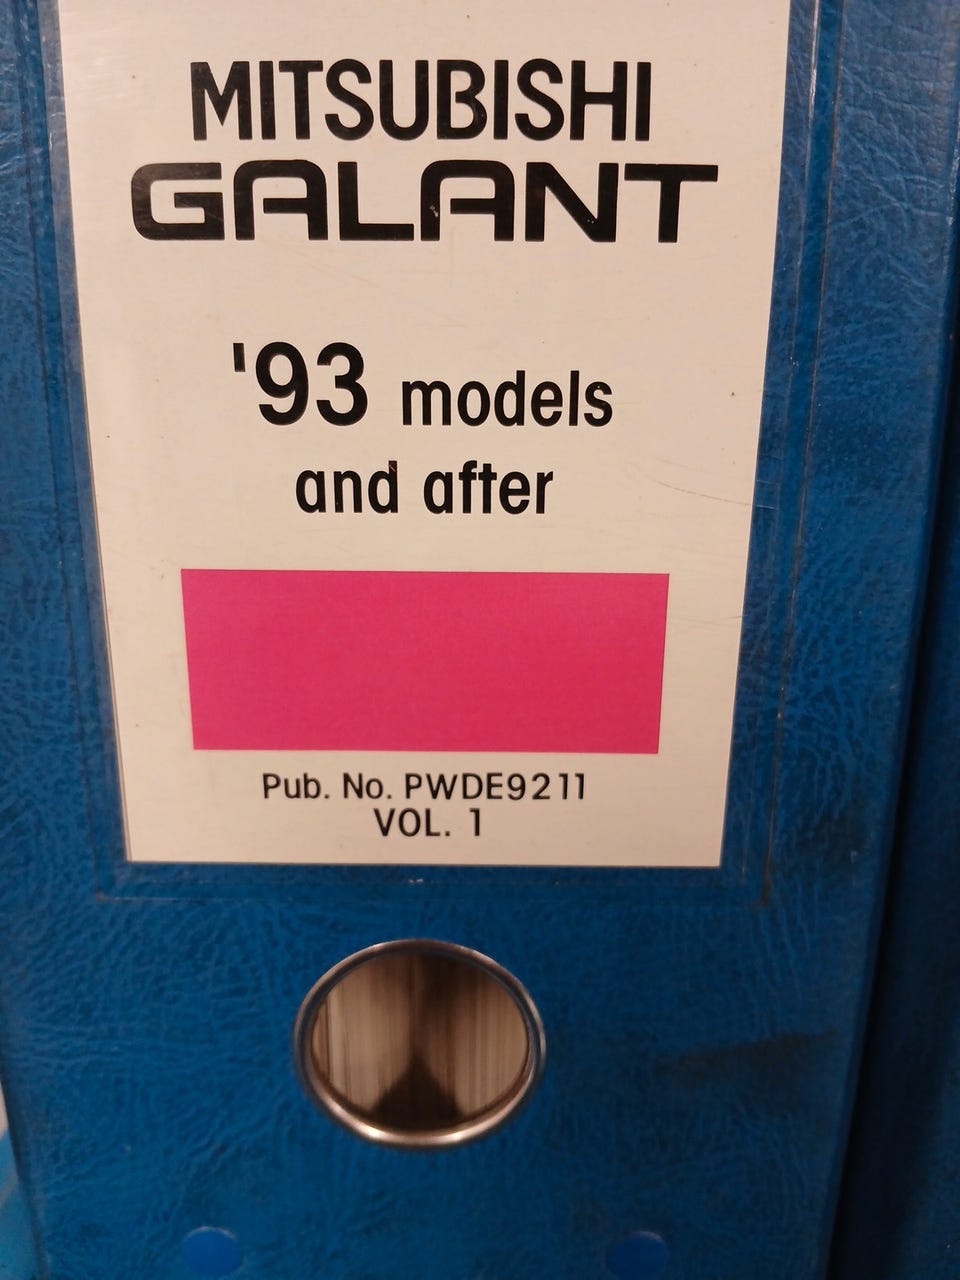 MITSUBISHI
GALANT
'93 models
and after
Pub. No. PWDE9211
VOL. 1